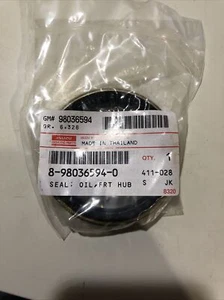 GM# 98036594
GR. 6.326
MADE IN THAILAND
QTY. 1
8-98036594-0
411-028
SEAL; OIL,FRT HUB
S JK
8320